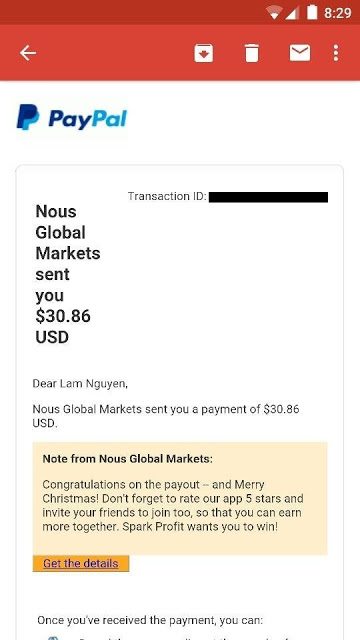 8:29
PayPal
Transaction ID:
Nous
Global
Markets
sent
you
$30.86
USD
Dear Lam Nguyen,
Nous Global Markets sent you a payment of $30.86
USD.
Note from Nous Global Markets:
Congratulations on the payout -- and Merry
Christmas! Don't forget to rate our app 5 stars and
invite your friends to join too, so that you can earn
more together. Spark Profit wants you to win!
Get the details
Once you've received the payment, you can: